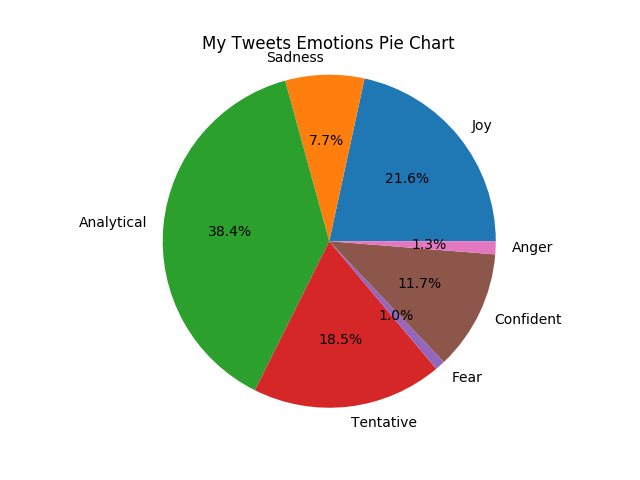 My Tweets Emotions Pie Chart
Sadness
Joy
7.7%
21.6%
Analytical
38.4%
1.3%
Anger
11.7%
1.0%
Confident
18.5%
Fear
Tentative